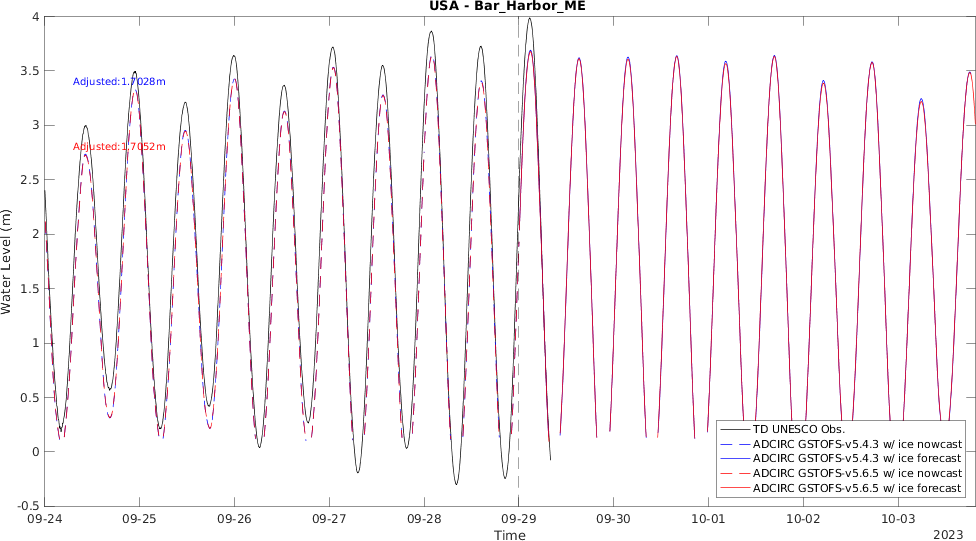 USA - Bar_Harbor_ME
4
3.5
3
2.5
2
1.5
1
0.5
0
-0.5
Water Level (m)
Adjusted:1.7028m
Adjusted:1.7052m
TD UNESCO Obs.
ADCIRC GSTOFS-v5.4.3 w/ ice nowcast
ADCIRC GSTOFS-v5.4.3 w/ ice forecast
ADCIRC GSTOFS-v5.6.5 w/ ice nowcast
ADCIRC GSTOFS-v5.6.5 w/ ice forecast
09-24 09-25 09-26 09-27 09-28 09-29 09-30 10-01 10-02 10-03
Time
2023